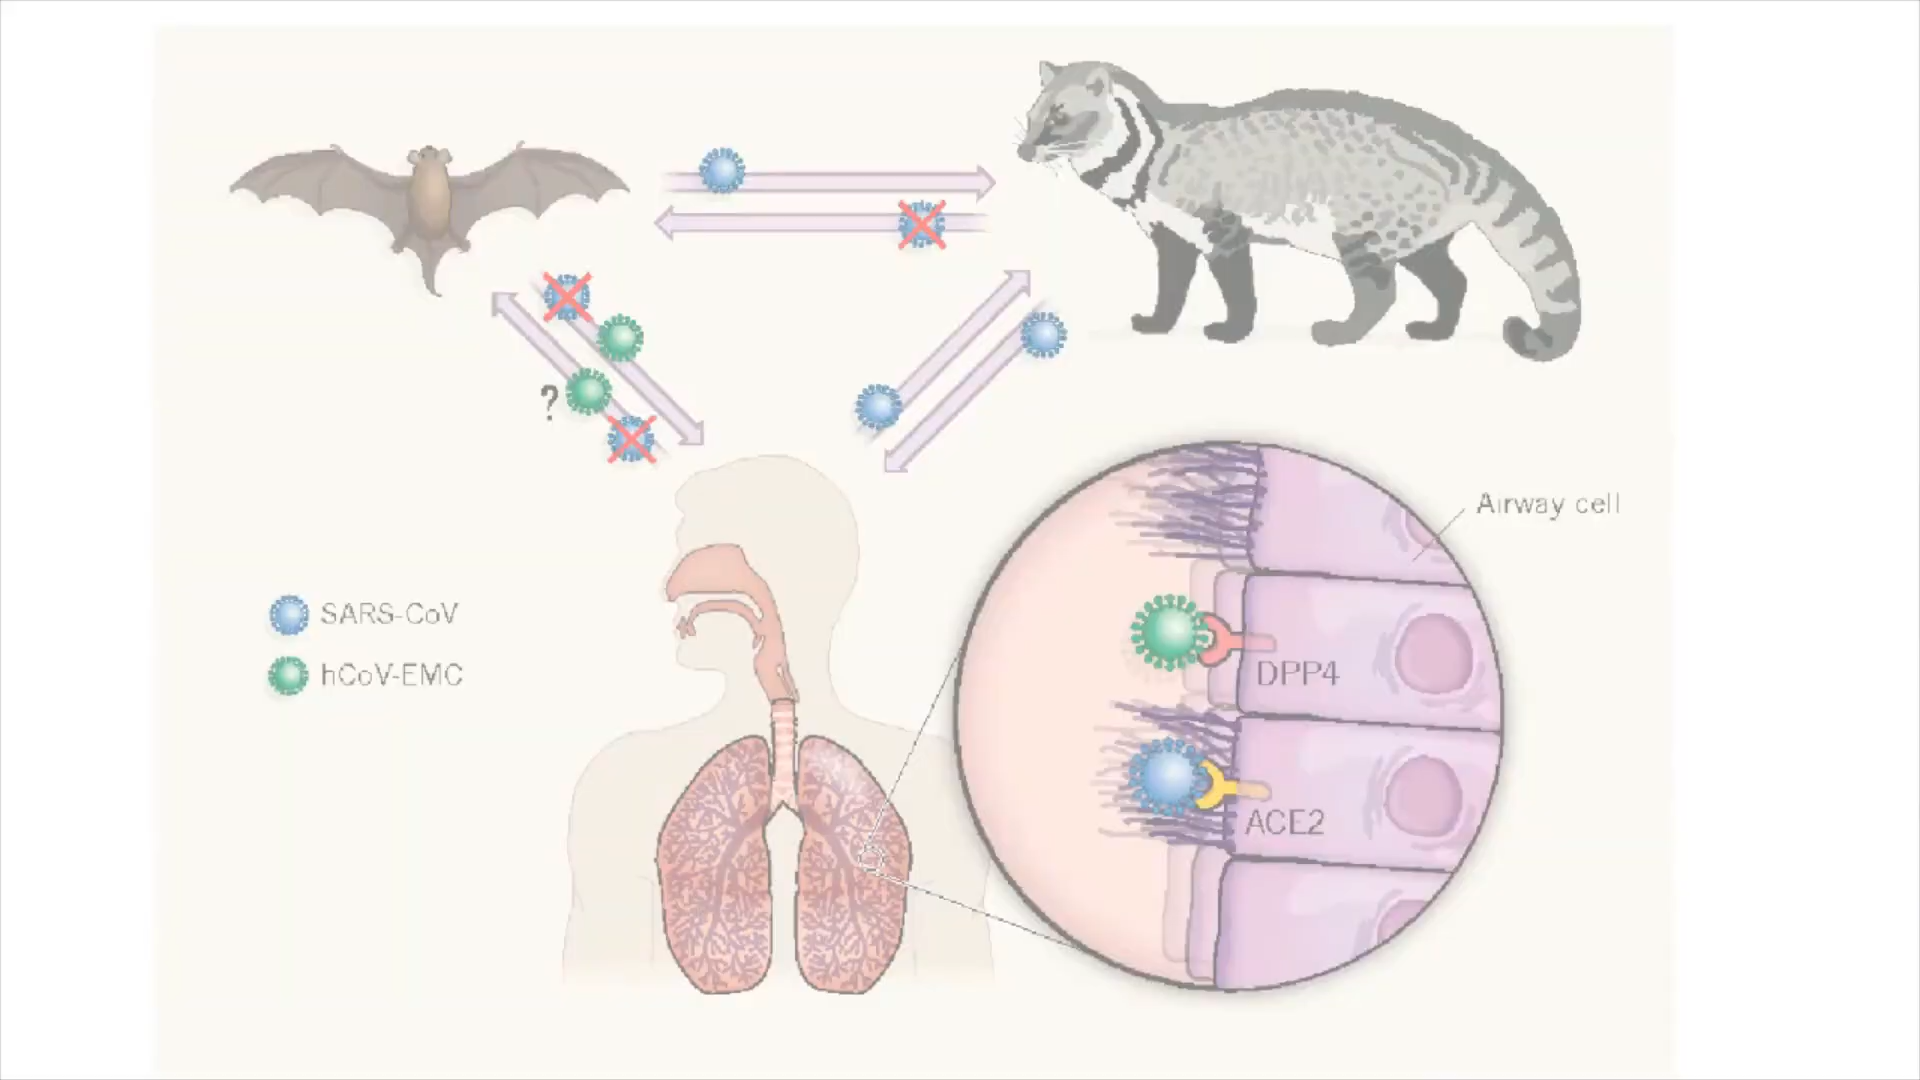 ?
Airway cell
SARS-CoV
hCoV-EMC
DPP4
ACE2